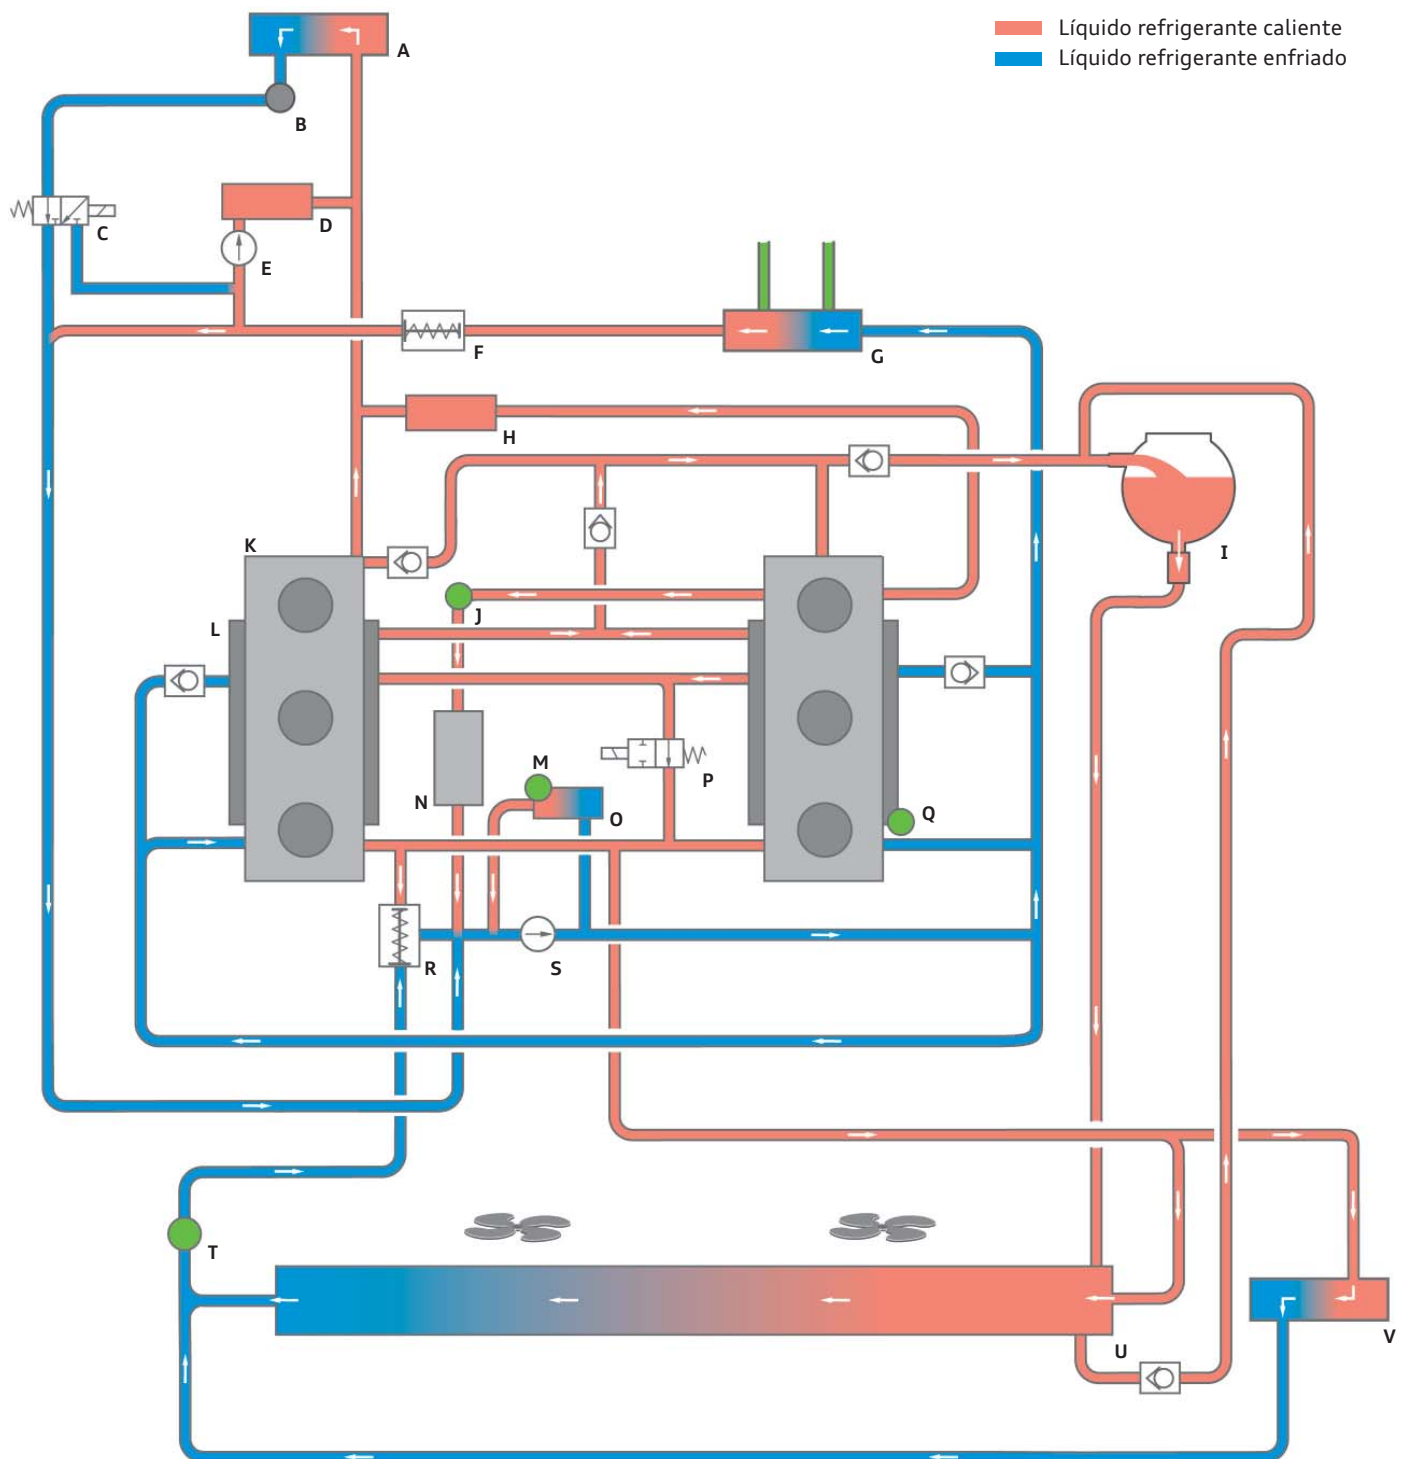 Líquido refrigerante caliente
Líquido refrigerante enfriado
A
B
C
D
E
F
G
H
I
J
K
L
M
N
O
P
Q
R
S
T
U
V